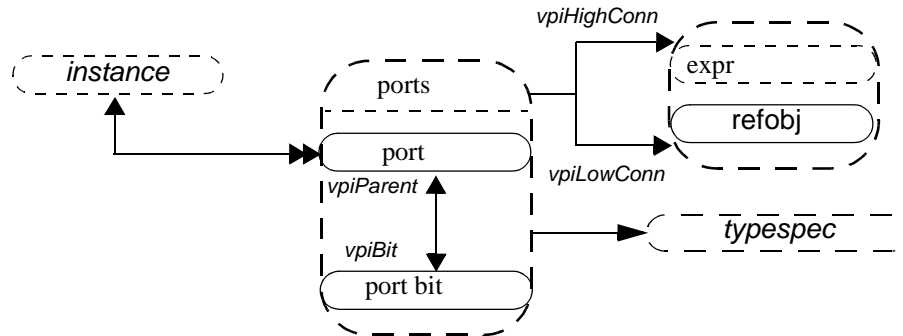 vpiHighConn
instance
expr
ports
refobj
port
vpiParent
vpiLowConn
typespec
vpiBit
port bit